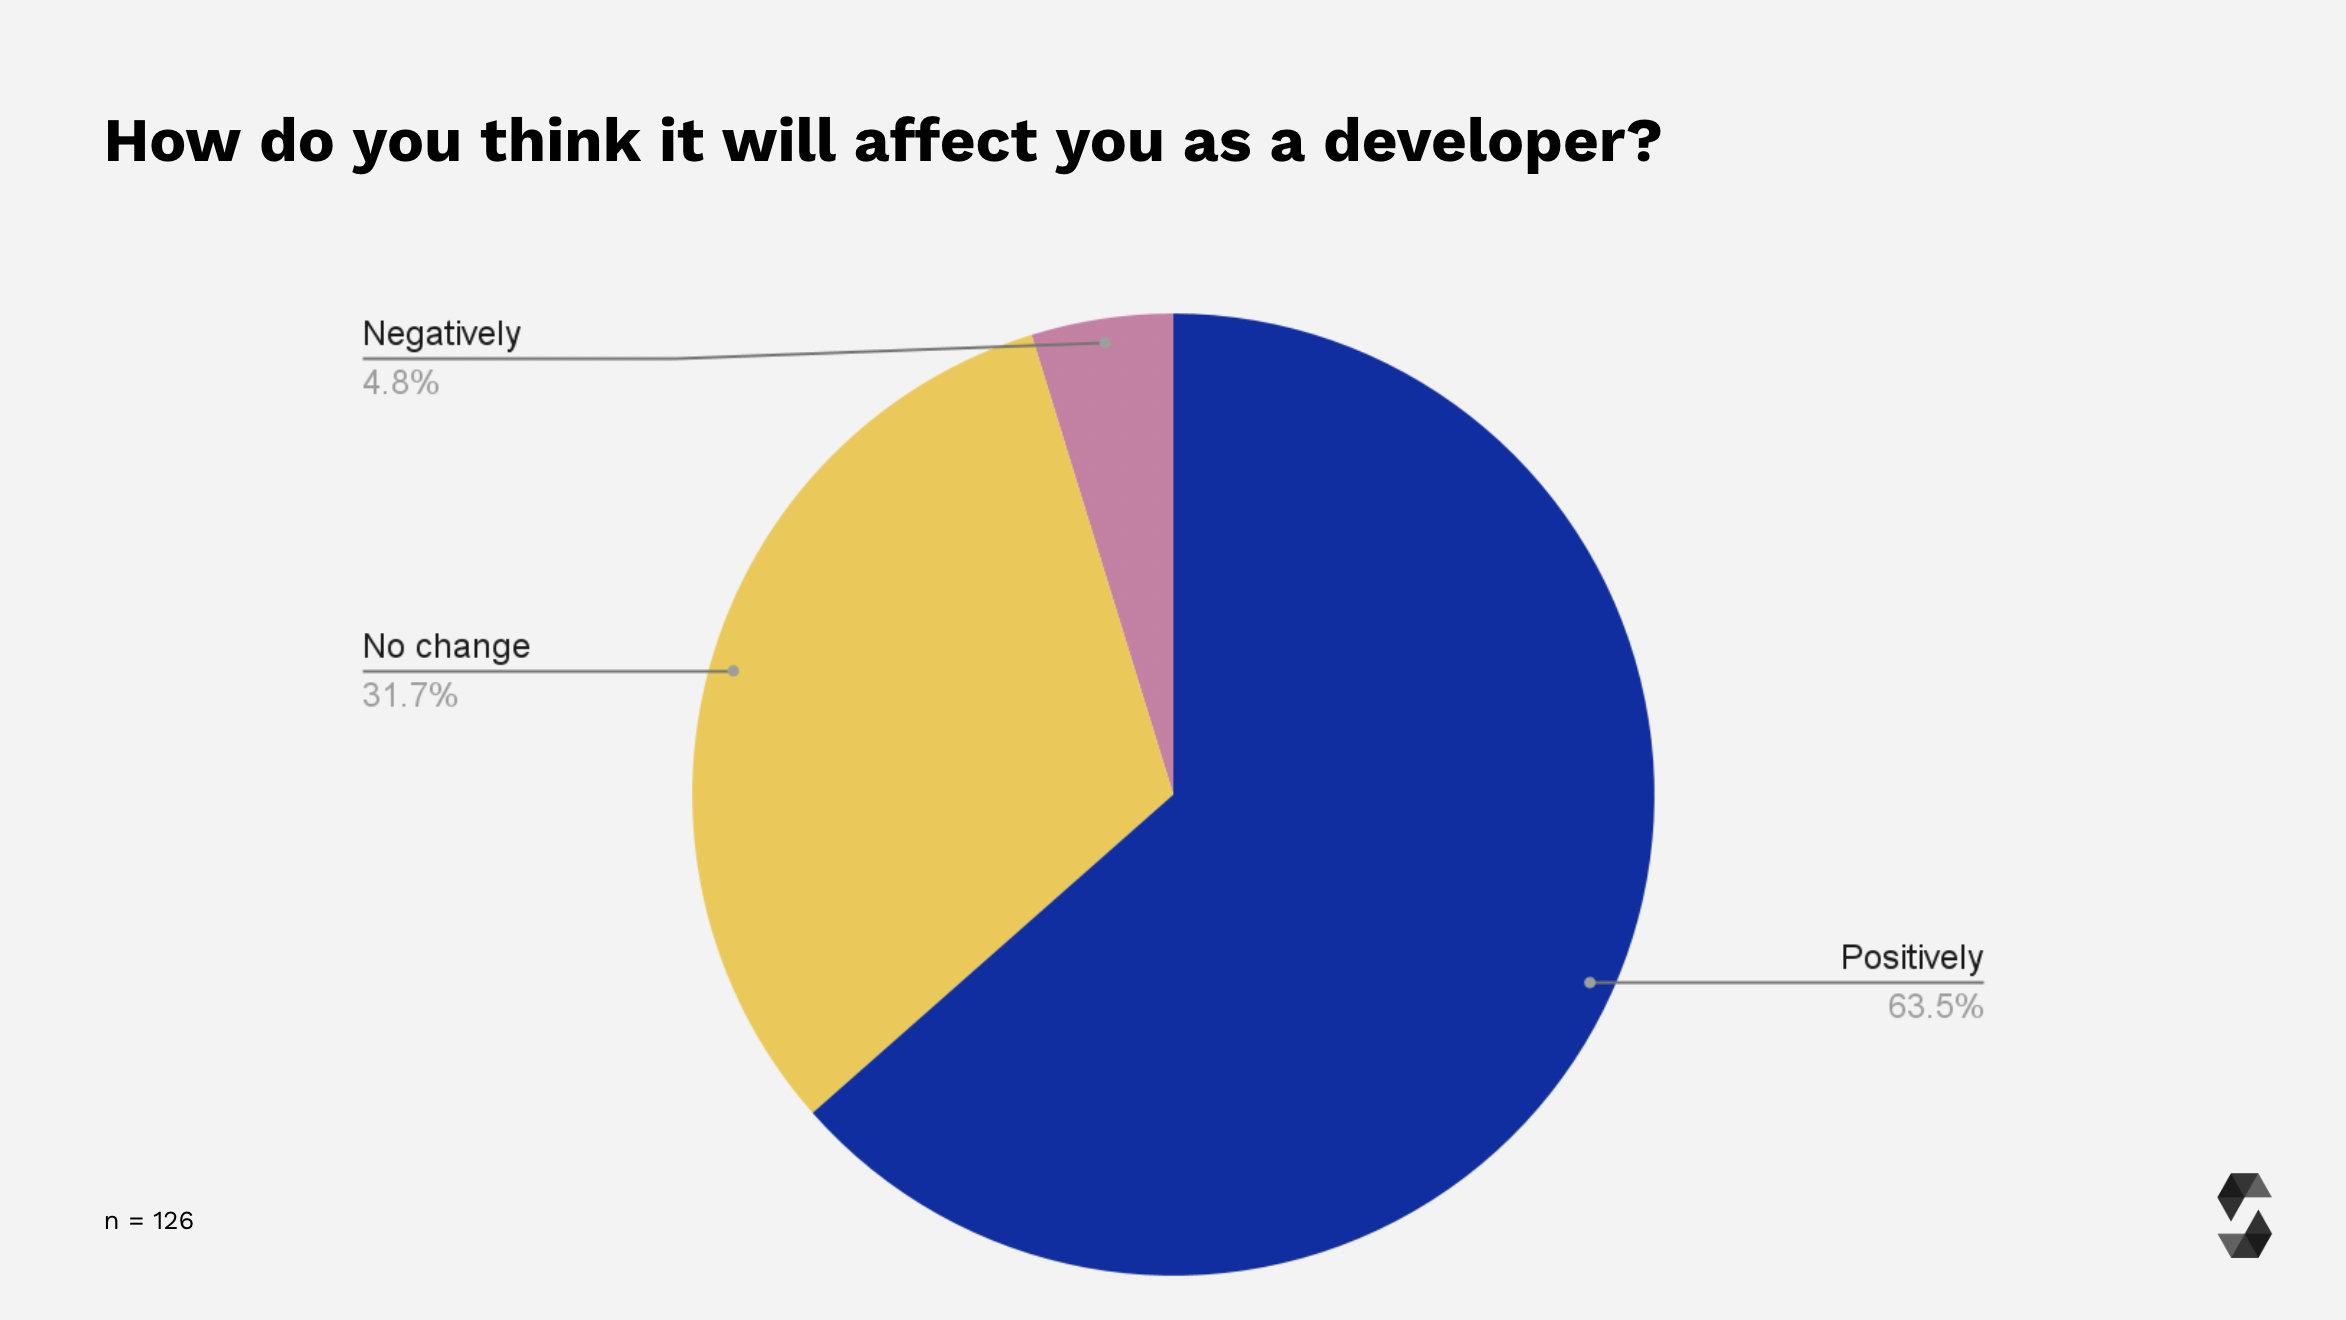 How do you think it will affect you as a developer?
Negatively
4.8%
No change
31.7%
Positively
63.5%
n = 126